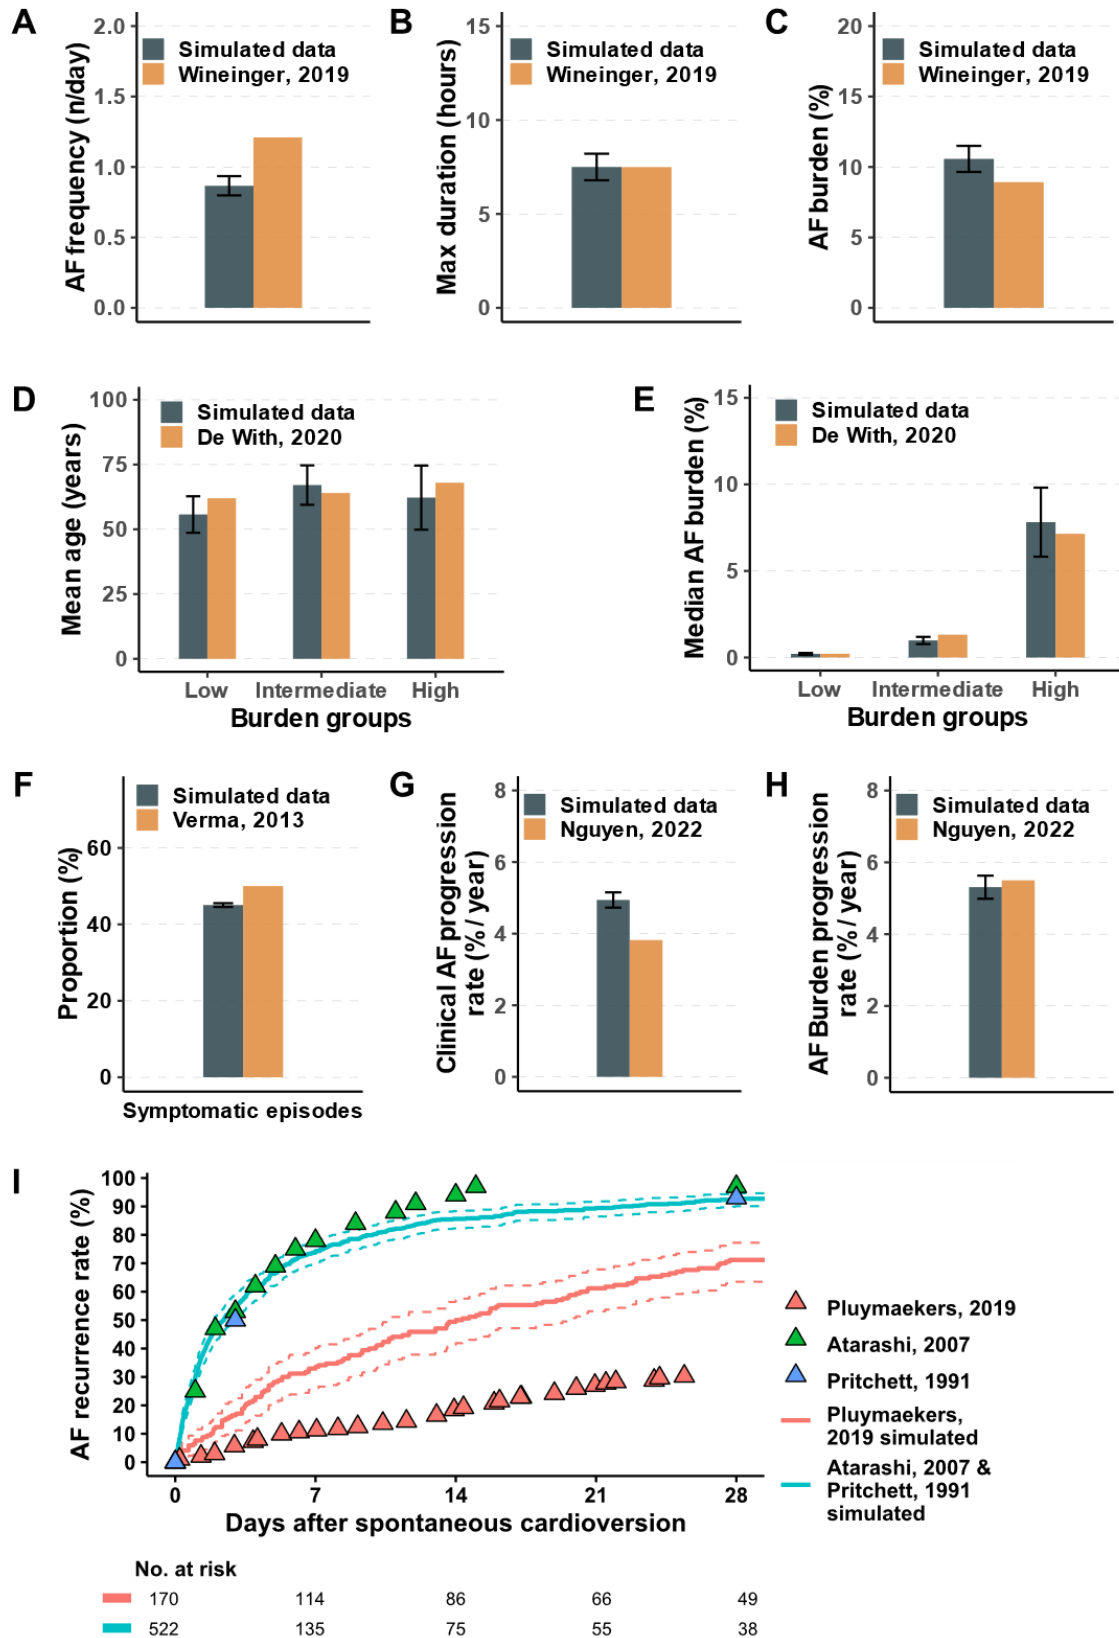 A
AF frequency (n/day)
2.0
1.5
1.0
0.5
0.0
Simulated data
Wineinger, 2019
B
Max duration (hours)
15
10
5
0
Simulated data
Wineinger, 2019
C
AF burden (%)
20
15
10
5
0
Simulated data
Wineinger, 2019
D
Mean age (years)
100
75
50
25
0
Simulated data
De With, 2020
Low Intermediate High
Burden groups
E
Median AF burden (%)
15
10
5
0
Simulated data
De With, 2020
Low Intermediate High
Burden groups
F
Proportion (%)
60
40
20
0
Simulated data
Verma, 2013
Symptomatic episodes
G
Clinical AF progression
rate (% / year)
8
6
4
2
0
Simulated data
Nguyen, 2022
H
AF Burden progression
rate (% / year)
8
6
4
2
0
Simulated data
Nguyen, 2022
I
AF recurrence rate (%)
100
90
80
70
60
50
40
30
20
10
0
0 7 14 21 28
Days after spontaneous cardioversion
Pluymaekers, 2019
Atarashi, 2007
Pritchett, 1991
Pluymaekers,
2019 simulated
Atarashi, 2007 &
Pritchett, 1991
simulated
No. at risk
170 114 86 66 49
522 135 75 55 38